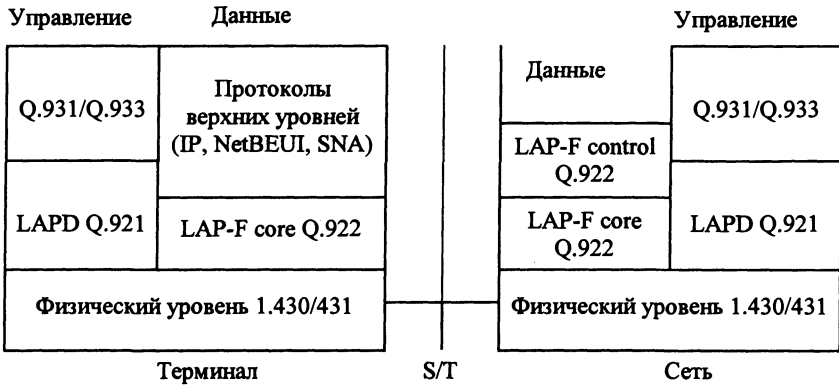 Управление
Данные
Управление
Q.931/Q.933
Протоколы
верхних уровней
(IP, NetBEUI, SNA)
LAPD Q.921
LAP-F core Q.922
Физический уровень 1.430/431
Данные
LAP-F control
Q.922
LAP-F core
Q.922
Q.931/Q.933
LAPD Q.921
Физический уровень 1.430/431
Терминал
S/T
Сеть